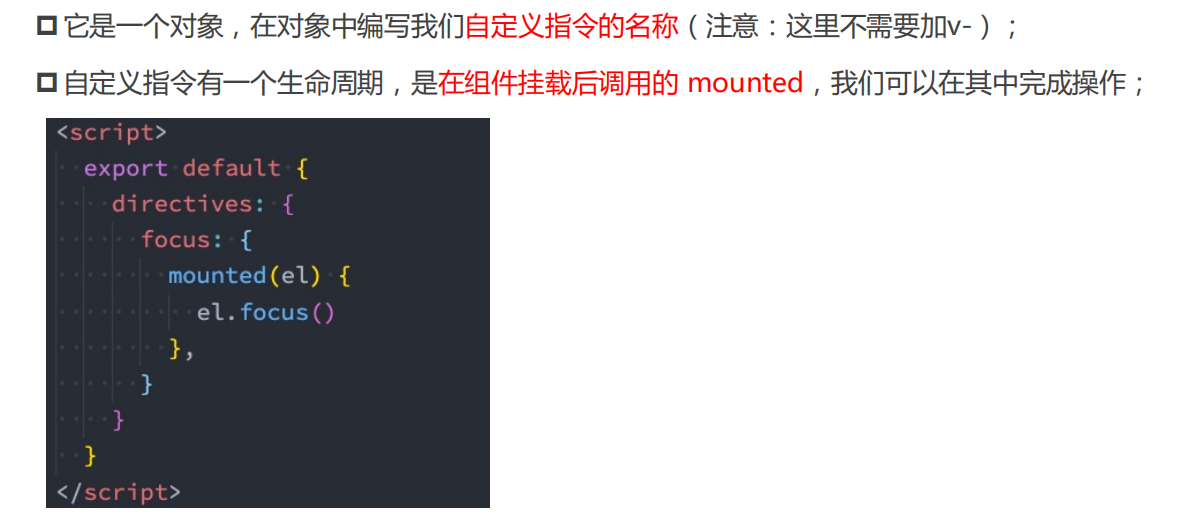 它是一个对象，在对象中编写我们自定义指令的名称（注意：这里不需要加v-）；
自定义指令有一个生命周期，是在组件挂载后调用的 mounted，我们可以在其中完成操作；
<script>
  export default {
    directives: {
      focus: {
        mounted(el) {
          el.focus()
        },
      }
    }
  }
</script>